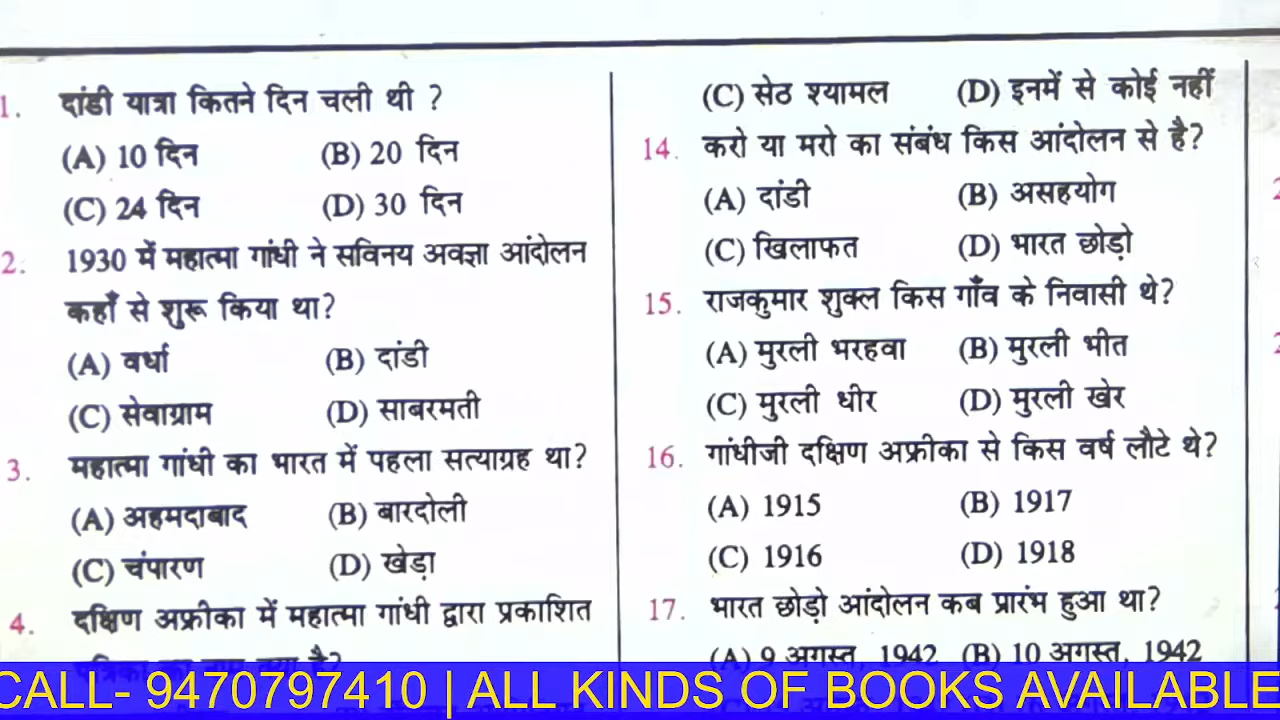 1. दांडी यात्रा कितने दिन चली थी ?
(A) 10 दिन (B) 20 दिन
(C) 24 दिन (D) 30 दिन
2. 1930 में महात्मा गांधी ने सविनय अवज्ञा आंदोलन
कहाँ से शुरू किया था?
(A) वर्धा (B) दांडी
(C) सेवाग्राम (D) साबरमती
3. महात्मा गांधी का भारत में पहला सत्याग्रह था?
(A) अहमदाबाद (B) बारदोली
(C) चंपारण (D) खेड़ा
4. दक्षिण अफ्रीका में महात्मा गांधी द्वारा प्रकाशित
पत्रिका का नाम क्या है?
(C) सेठ श्यामल (D) इनमें से कोई नहीं
14. करो या मरो का संबंध किस आंदोलन से है?
(A) दांडी (B) असहयोग
(C) खिलाफत (D) भारत छोड़ो
15. राजकुमार शुक्ल किस गाँव के निवासी थे?
(A) मुरली भरहवा (B) मुरली भीत
(C) मुरली धीर (D) मुरली खेर
16. गांधीजी दक्षिण अफ्रीका से किस वर्ष लौटे थे?
(A) 1915 (B) 1917
(C) 1916 (D) 1918
17. भारत छोड़ो आंदोलन कब प्रारंभ हुआ था?
(A) 9 अगस्त, 1942 (B) 10 अगस्त, 1942
CALL- 9470797410 | ALL KINDS OF BOOKS AVAILABLE